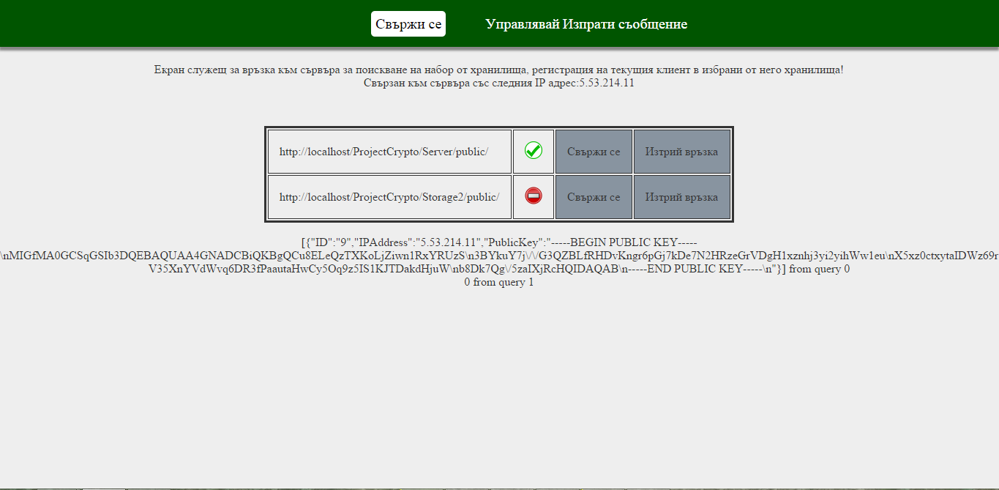 Свържи се Управлявай Изпрати съобщение
Екран служещ за връзка към сървъра за поискване на набор от хранилища, регистрация на текущия клиент в избрани от него хранилища!
Свързан към сървъра със следния IP адрес:5.53.214.11
http://localhost/ProjectCrypto/Server/public/ Свържи се Изтрий връзка
http://localhost/ProjectCrypto/Storage2/public/ Свържи се Изтрий връзка
[{"ID":"9","IPAddress":"5.53.214.11","PublicKey":"-----BEGIN PUBLIC KEY-----
\nMIGfMA0GCSqGSIb3DQEBAQUAA4GNADCBiQKBgQCu8ELeQzTXKoLjZiwn1RxYRUzS\n3BYkuY7j\/\/G3QZBLfRHDvKngr6pGj7kDe7N2HRzeGrVDgH1xznhj3yi2yihWw1eu\nX5xz0ctxytaIDWz69r
V35XnYVdWvq6DR3fPaautaHwCy5Oq9z5IS1KJTDakdHjuW\nb8Dk7Qg\/5zaIXjRcHQIDAQAB\n-----END PUBLIC KEY-----\n"}] from query 0
0 from query 1